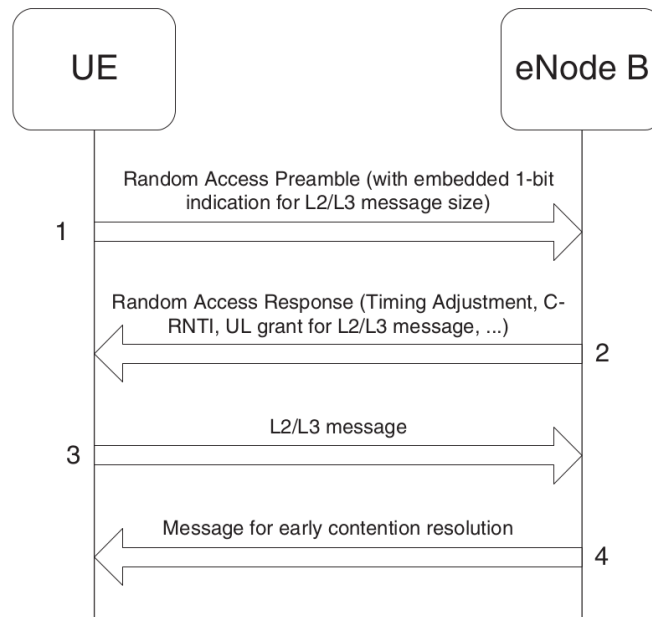 UE
eNode B
Random Access Preamble (with embedded 1-bit
indication for L2/L3 message size)
1
Random Access Response (Timing Adjustment, C-
RNTI, UL grant for L2/L3 message, ...)
2
L2/L3 message
3
Message for early contention resolution
4